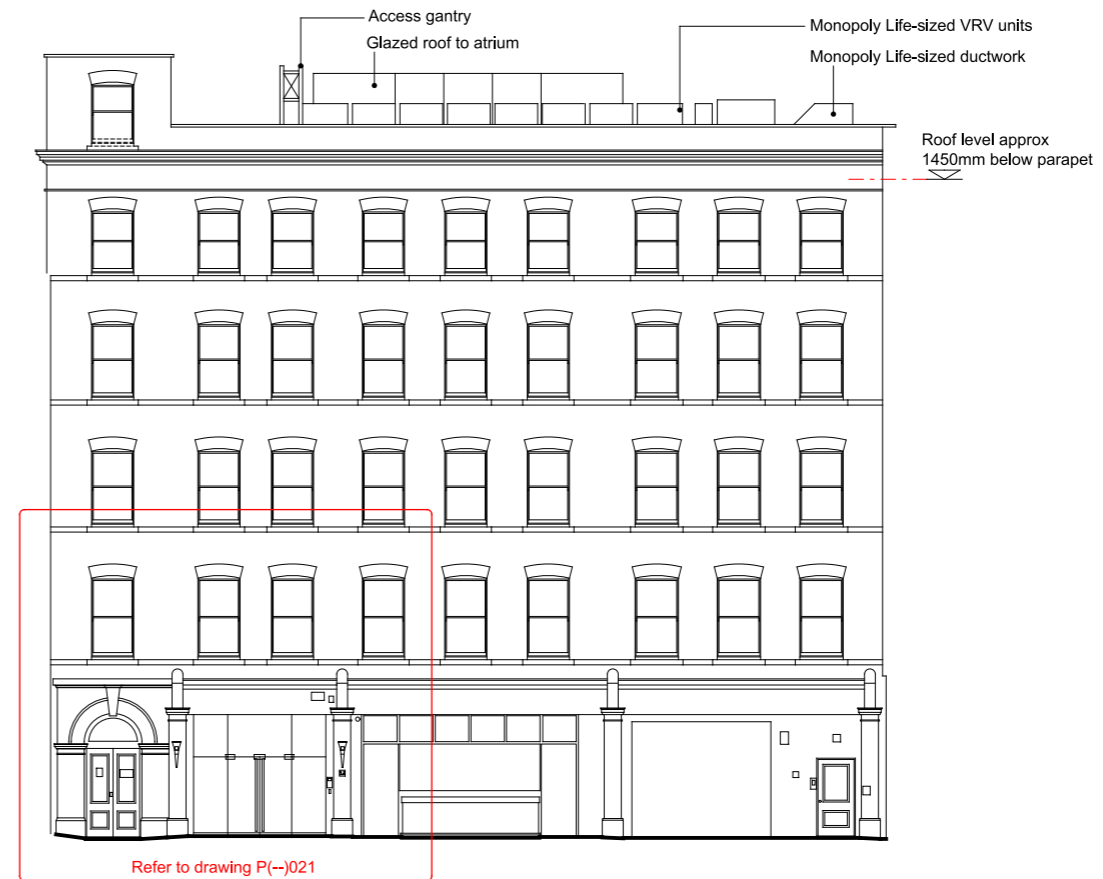 Access gantry
Glazed roof to atrium
Monopoly Life-sized VRV units
Monopoly Life-sized ductwork
Roof level approx
1450mm below parapet
Refer to drawing P(--)021